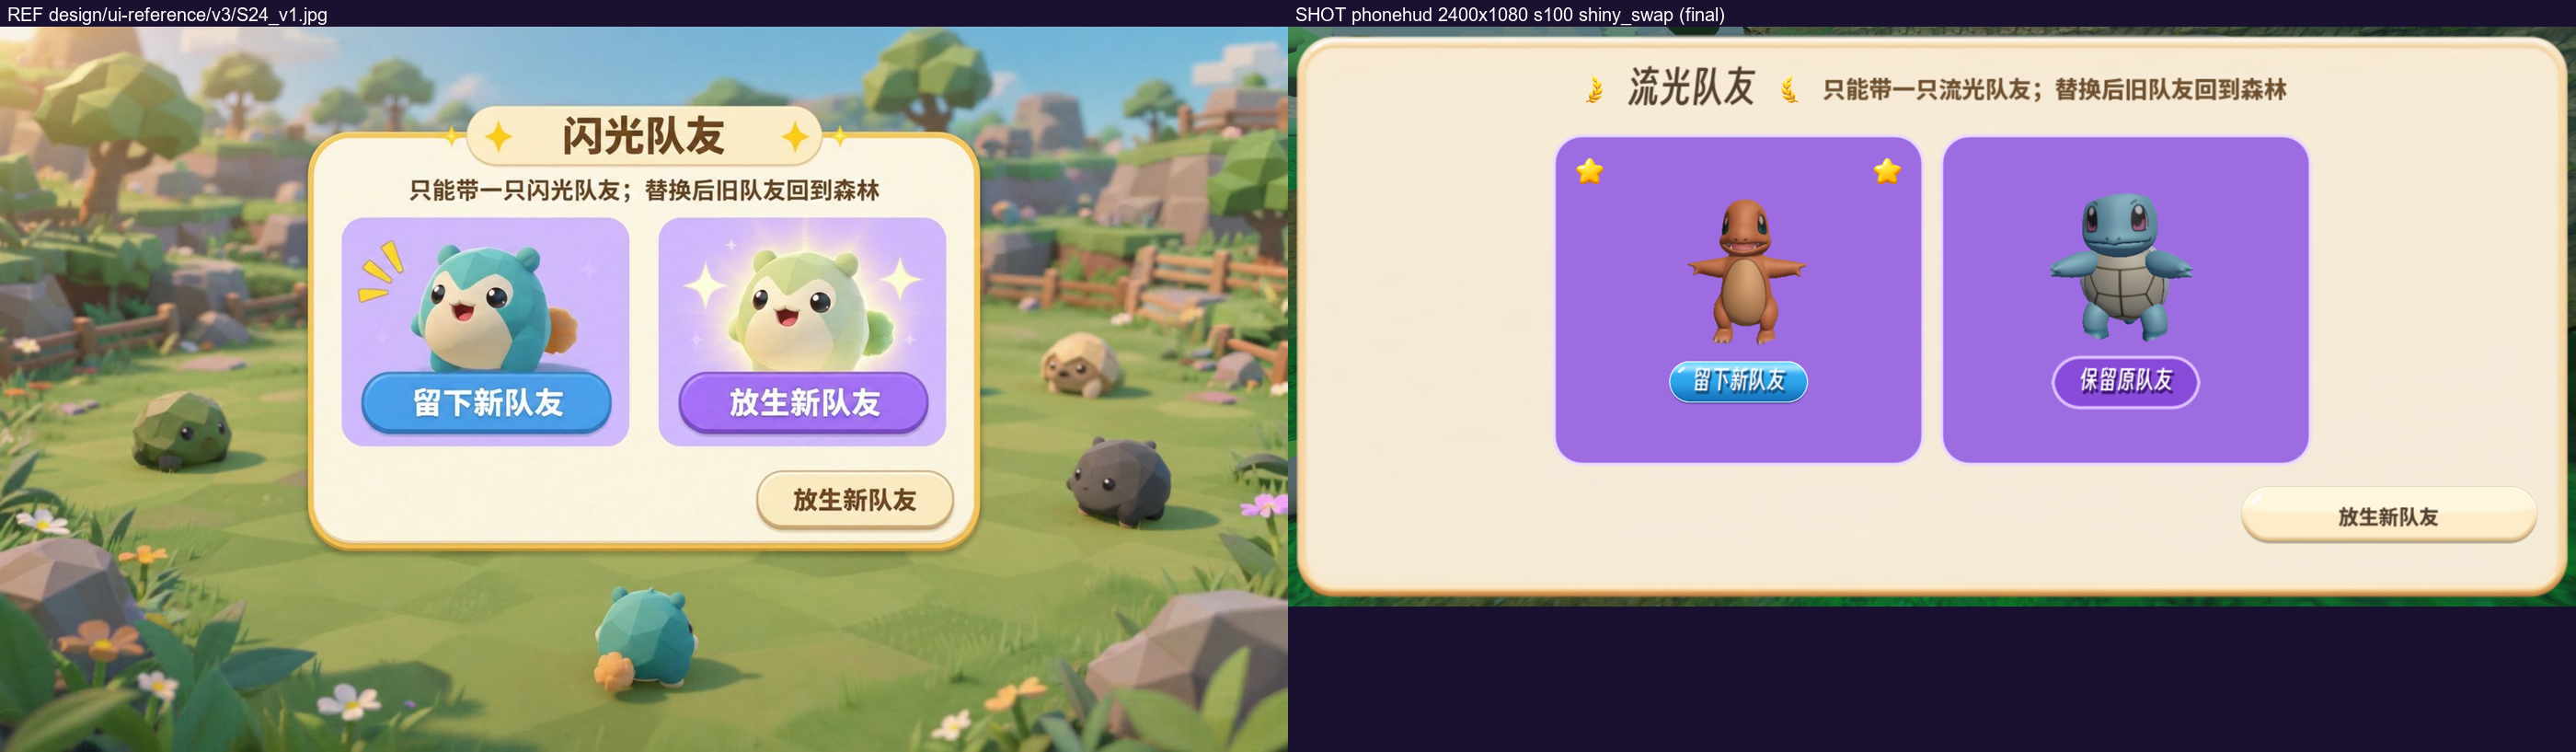 REF design/ui-reference/v3/S24_v1.jpg
闪光队友
只能带一只闪光队友；替换后旧队友回到森林
留下新队友
放生新队友
放生新队友
SHOT phonehud 2400x1080 s100 shiny_swap (final)
流光队友
只能带一只流光队友；替换后旧队友回到森林
留下新队友
保留原队友
放生新队友